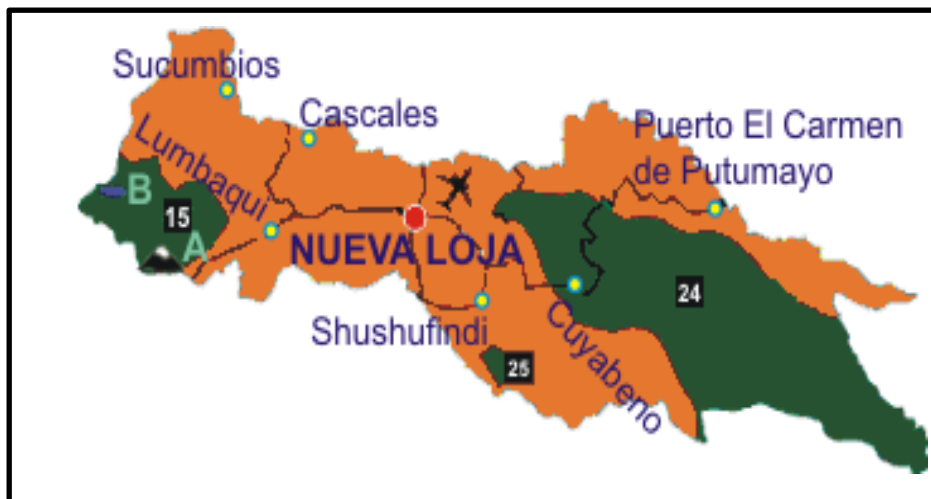 Sucumbios
Cascales
Puerto El Carmen
de Putumayo
Lumbaqui
B
15
A
NUEVA LOJA
24
Shushufindi
25
Cuyabeno